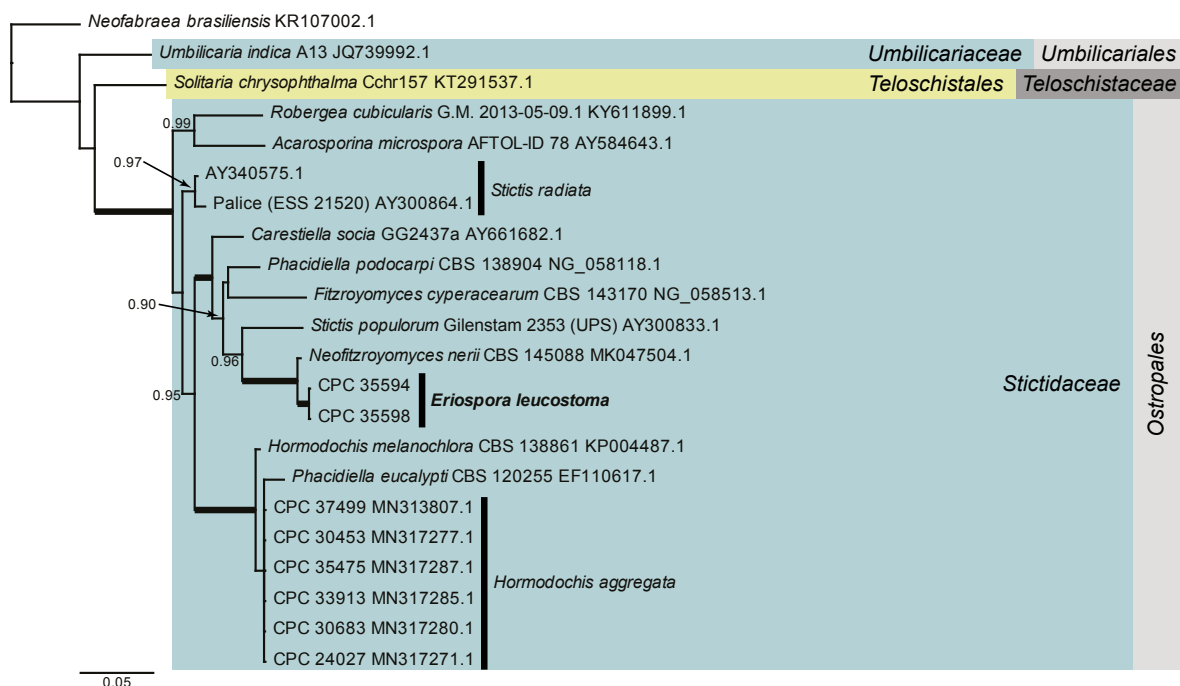 Neofabraea brasiliensis KR107002.1
Umbilicaria indica A13 JQ739992.1 Umbilicariaceae Umbilicariales
Solitaria chrysophthalma Cchr157 KT291537.1 Teloschistales Teloschistaceae
Robergea cubicularis G.M. 2013-05-09.1 KY611899.1
0.99
Acarosporina microspora AFTOL-ID 78 AY584643.1
0.97
AY340575.1
Stictis radiata
Palice (ESS 21520) AY300864.1
Carestiella socia GG2437a AY661682.1
Phacidiella podocarpi CBS 138904 NG_058118.1
Fitzroyomyces cyperacearum CBS 143170 NG_058513.1
0.90
Stictis populorum Gilenstam 2353 (UPS) AY300833.1
Neofitzroyomyces nerii CBS 145088 MK047504.1
0.96
CPC 35594
Eriospora leucostoma
CPC 35598
Stictidaceae
Ostropales
0.95
Hormodochis melanochlora CBS 138861 KP004487.1
Phacidiella eucalypti CBS 120255 EF110617.1
CPC 37499 MN313807.1
CPC 30453 MN317277.1
CPC 35475 MN317287.1
Hormodochis aggregata
CPC 33913 MN317285.1
CPC 30683 MN317280.1
CPC 24027 MN317271.1
0.05